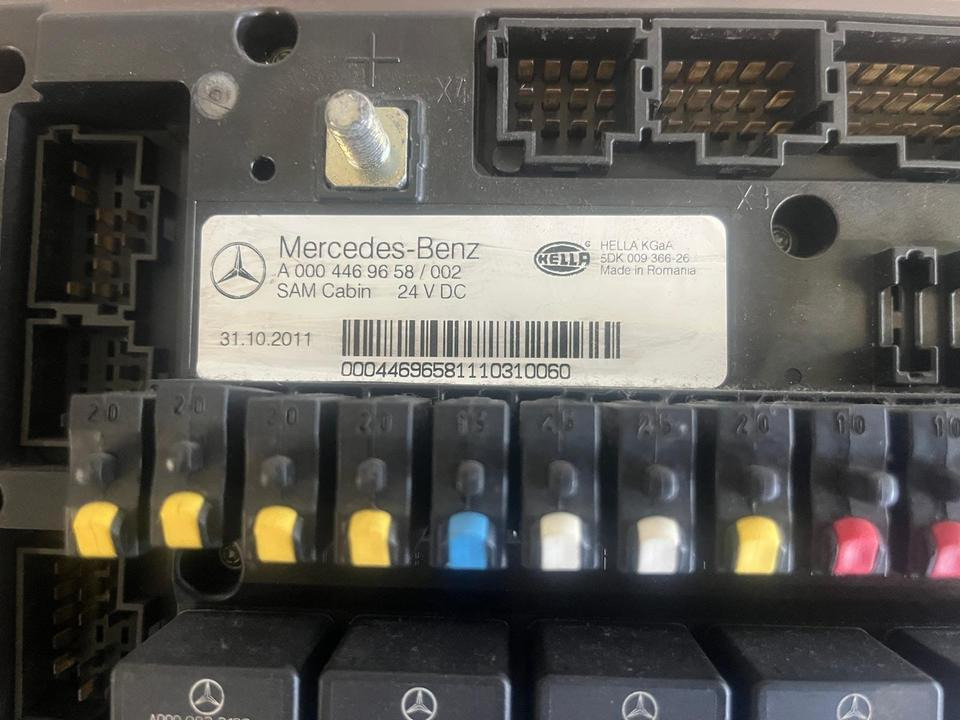 +
X4
X3
Mercedes-Benz
A 000 446 96 58 / 002
SAM Cabin 24 V DC
HELLA
HELLA KGaA
5DK 009 366-26
Made in Romania
31.10.2011
00044696581110310060
20 20 20 20 15 25 25 20 10 10